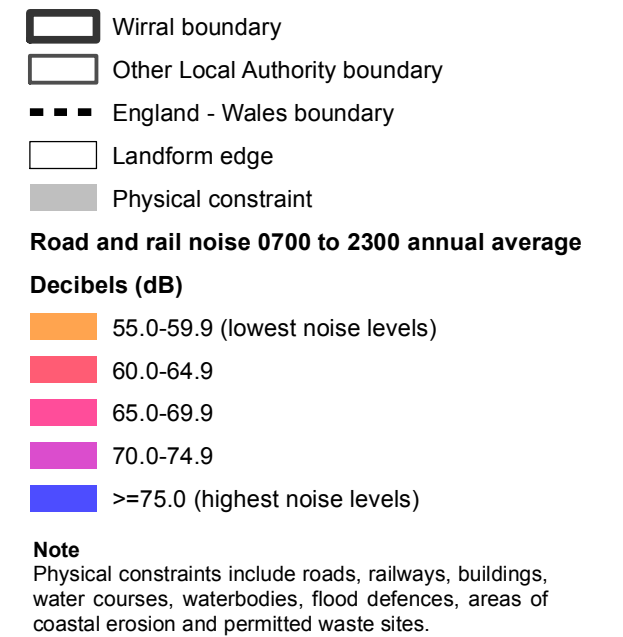 Wirral boundary
Other Local Authority boundary
England - Wales boundary
Landform edge
Physical constraint
Road and rail noise 0700 to 2300 annual average
Decibels (dB)
55.0-59.9 (lowest noise levels)
60.0-64.9
65.0-69.9
70.0-74.9
>=75.0 (highest noise levels)
Note
Physical constraints include roads, railways, buildings,
water courses, waterbodies, flood defences, areas of
coastal erosion and permitted waste sites.